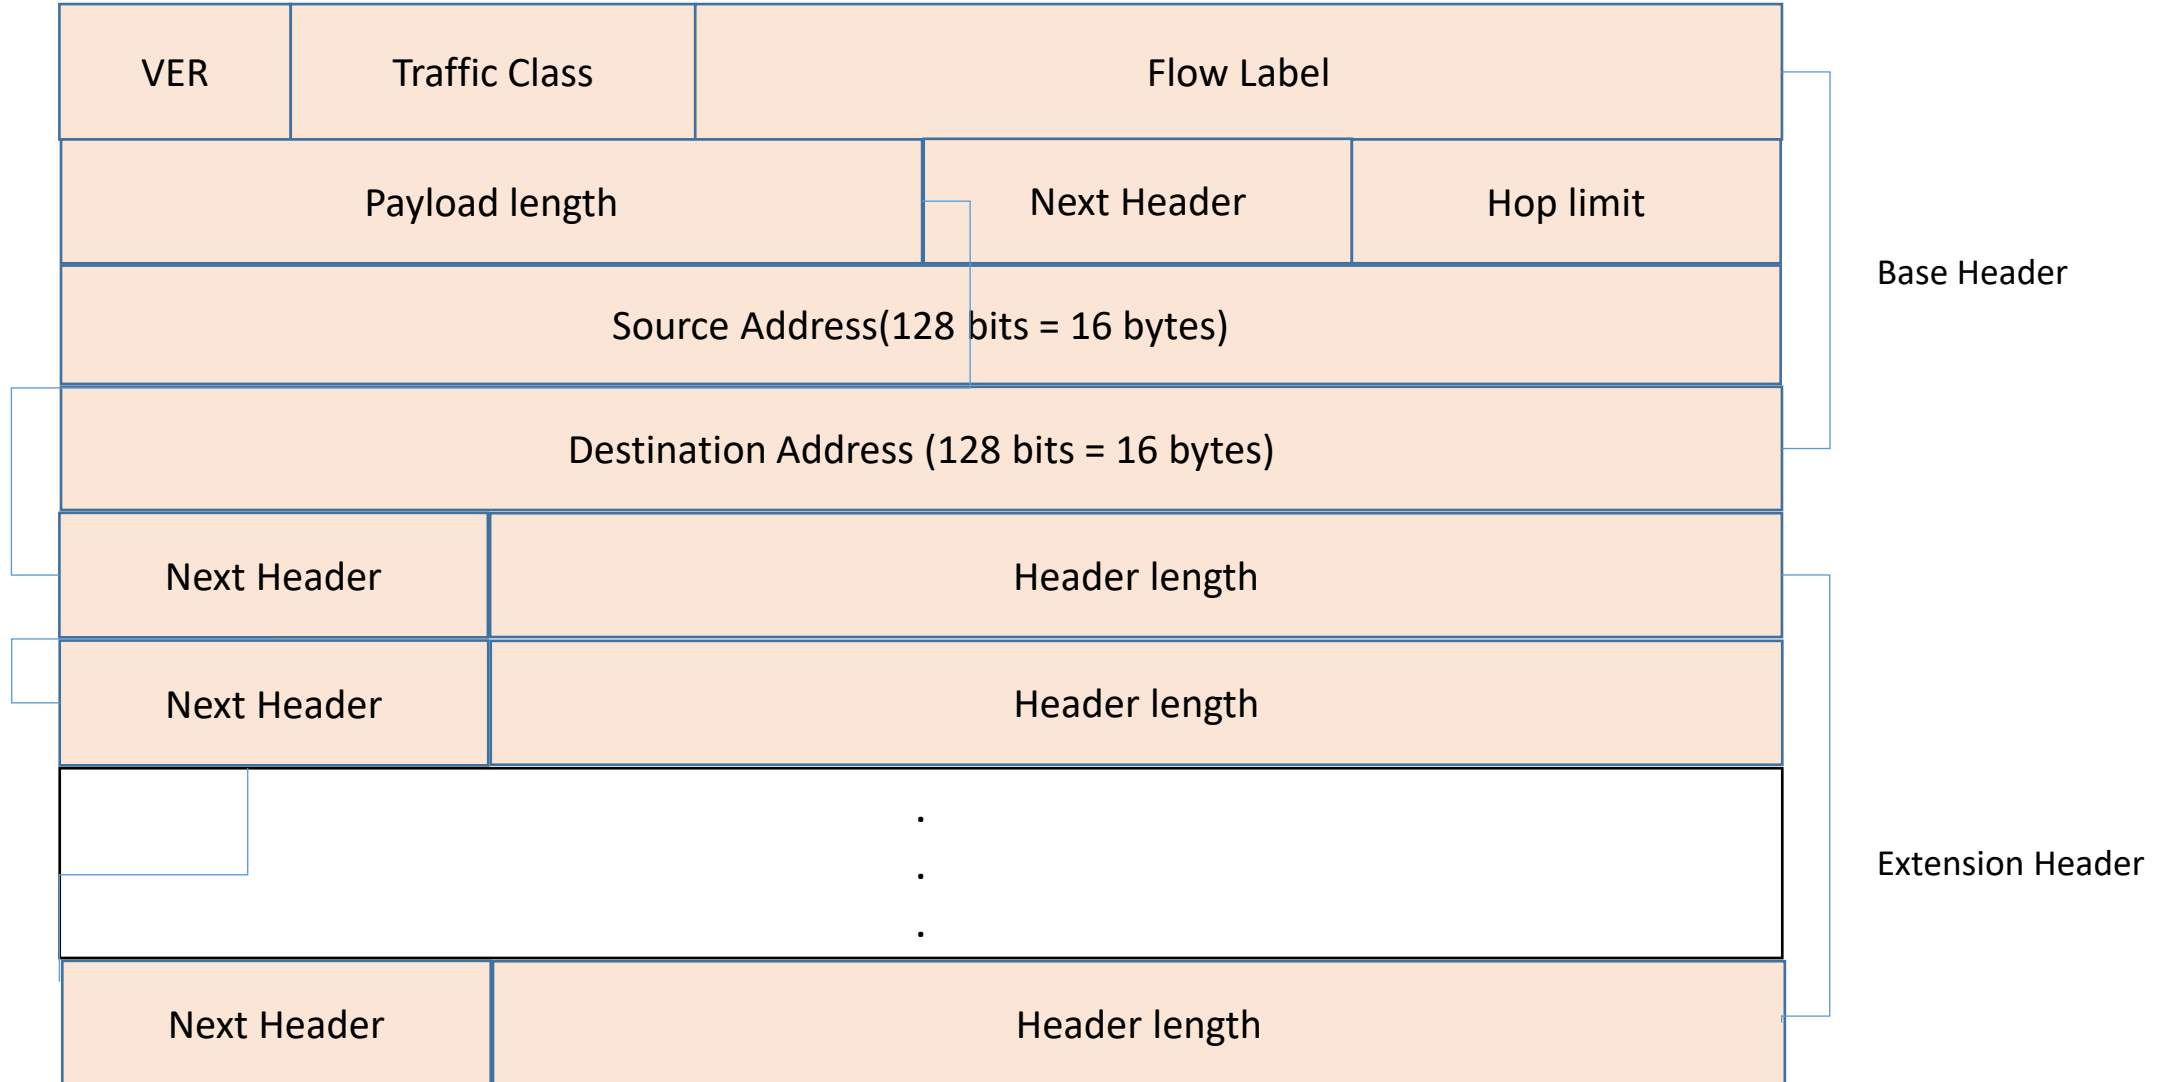 VER
Traffic Class
Flow Label
Payload length
Next Header
Hop limit
Base Header
Source Address(128 bits = 16 bytes)
Destination Address (128 bits = 16 bytes)
Next Header
Header length
Next Header
Header length
.
.
.
Extension Header
Next Header
Header length